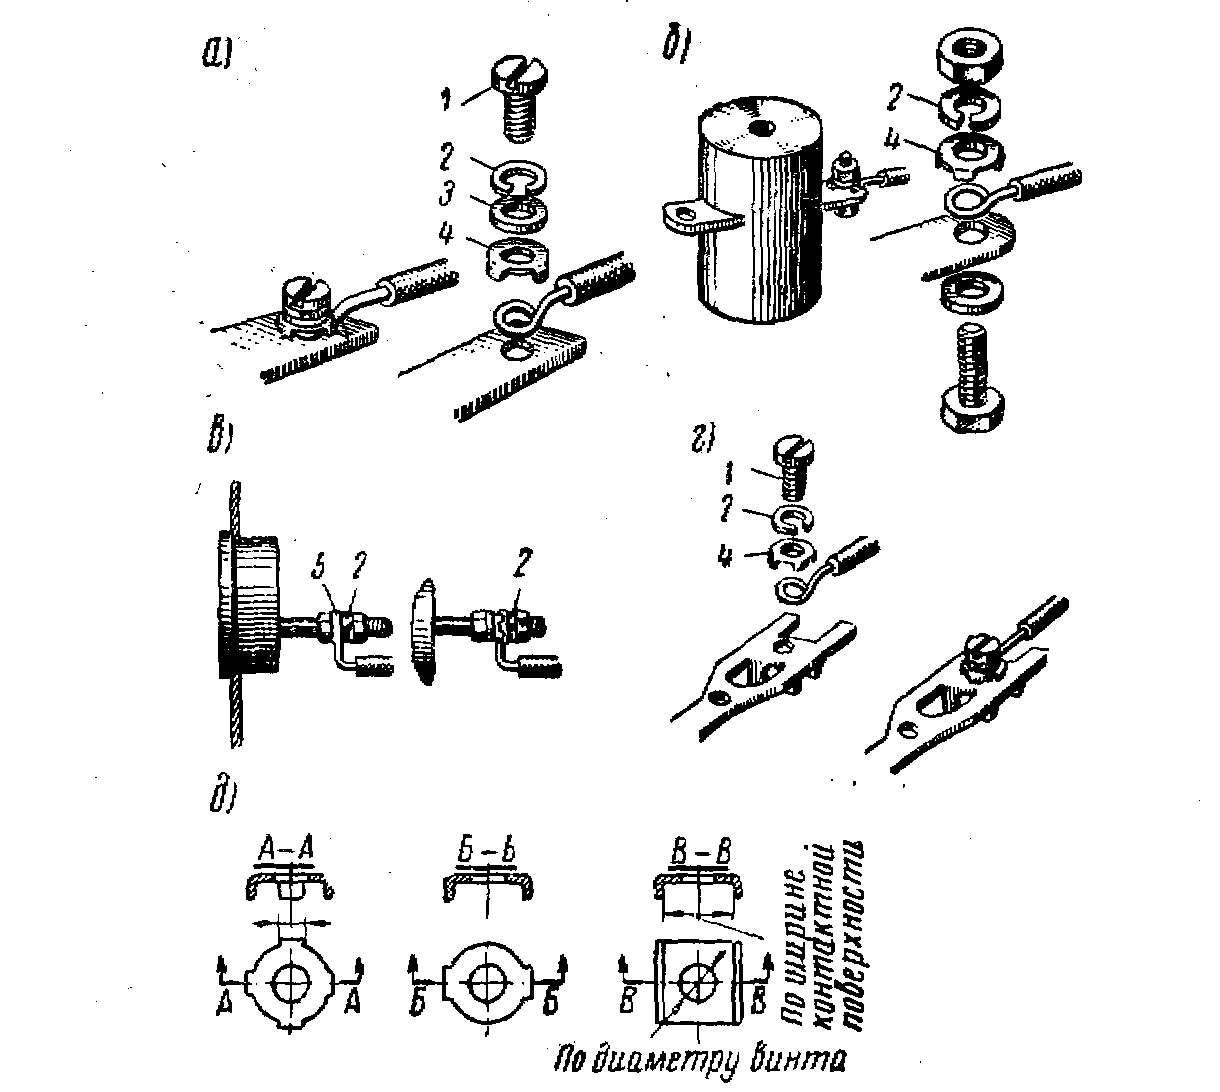 а)
1
2
3
4
б)
2
4
в)
5 2
2
г)
1
2
4
д)
А-А
Б-Б
В-В
По ширине
контактной
поверхности
А А
Б Б
В В
По диаметру винта